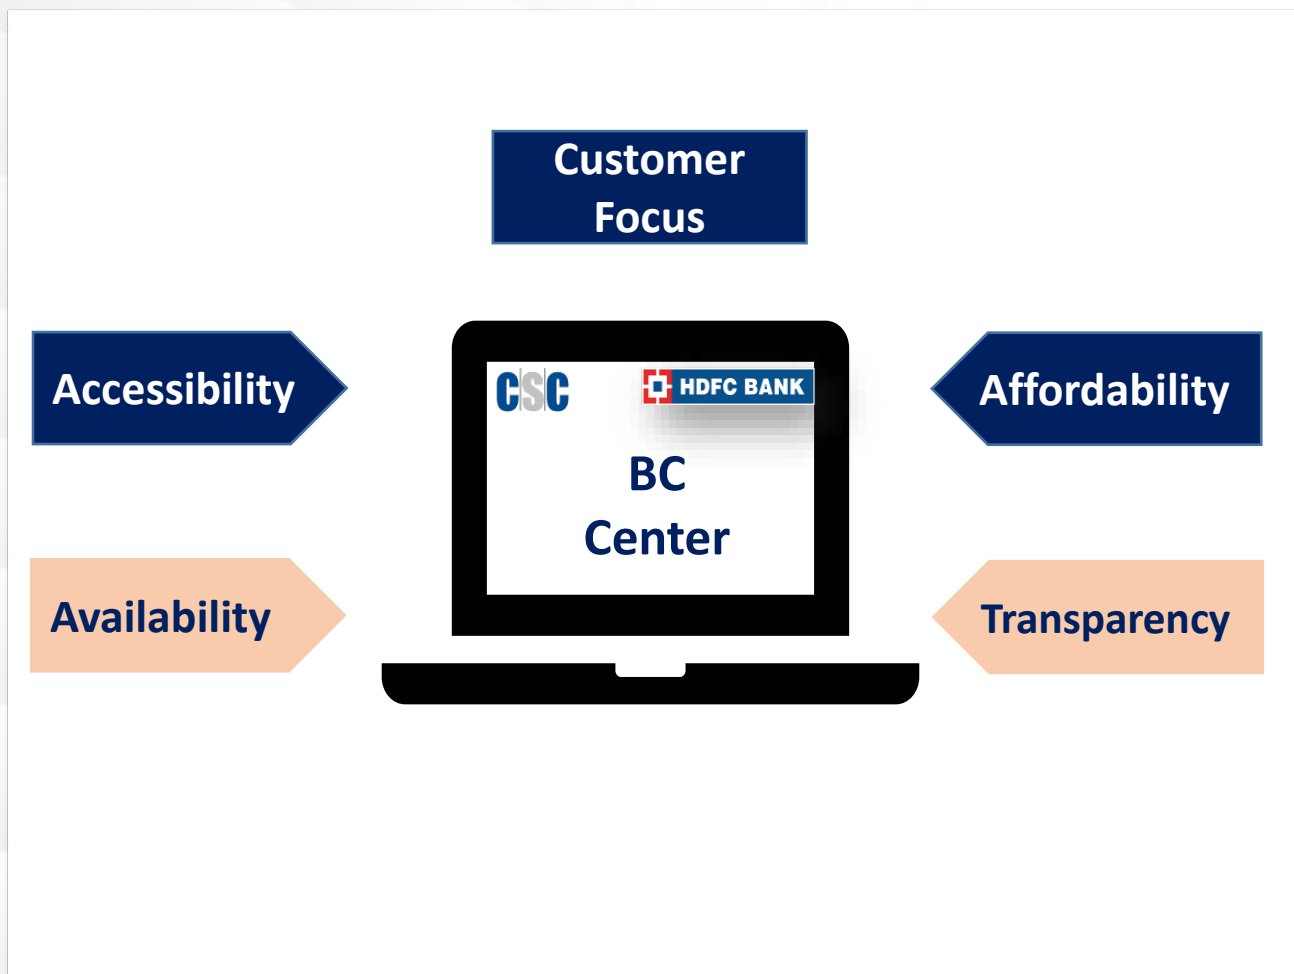 Customer
Focus
Accessibility
CSC
HDFC BANK
Affordability
BC
Center
Availability
Transparency